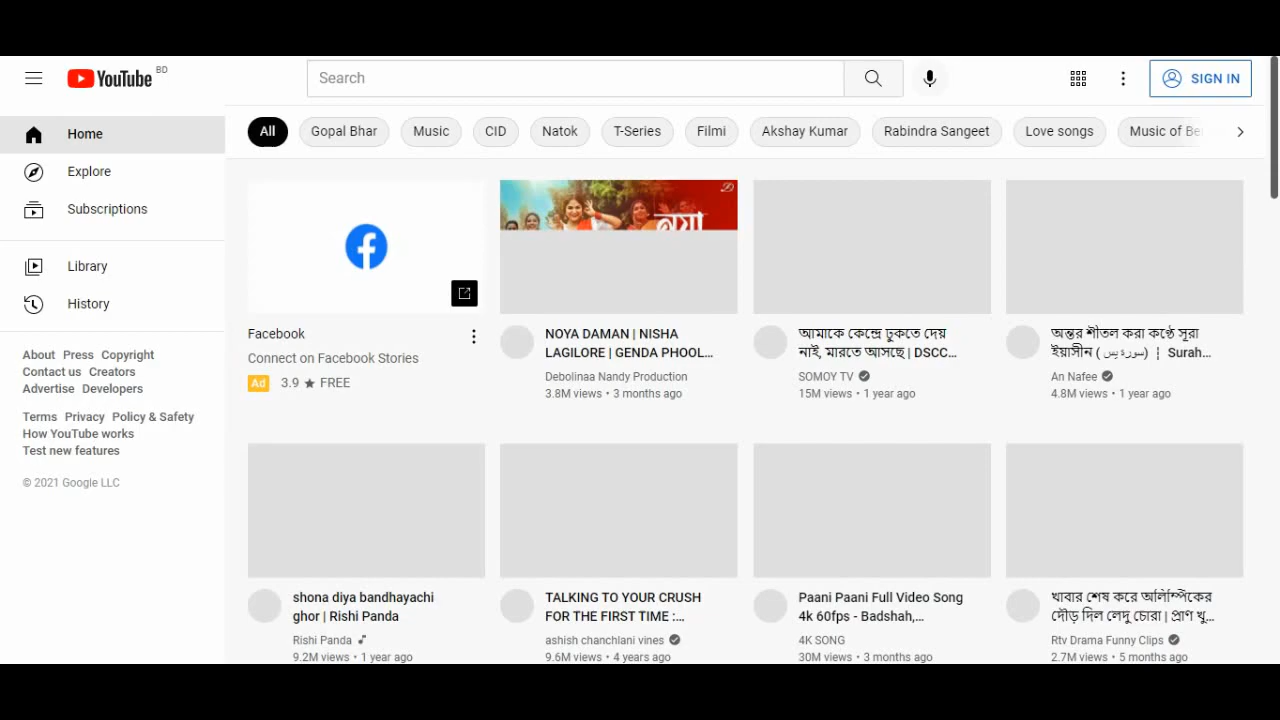 YouTube BD
Search
SIGN IN
Home
Explore
Subscriptions
Library
History
About Press Copyright
Contact us Creators
Advertise Developers
Terms Privacy Policy & Safety
How YouTube works
Test new features
© 2021 Google LLC
All Gopal Bhar Music CID Natok T-Series Filmi Akshay Kumar Rabindra Sangeet Love songs Music of Be
Facebook
Connect on Facebook Stories
Ad 3.9 ★ FREE
নয়া
NOYA DAMAN | NISHA
LAGILORE | GENDA PHOOL...
Debolinaa Nandy Production
3.8M views • 3 months ago
আমাকে কেন্দ্রে ঢুকতে দেয়
নাই, মারতে আসছে | DSCC...
SOMOY TV
15M views • 1 year ago
অন্তর শীতল করা কণ্ঠে সূরা
ইয়াসীন ( سورة يس) ¦ Surah...
An Nafee
4.8M views • 1 year ago
shona diya bandhayachi
ghor | Rishi Panda
Rishi Panda
9.2M views • 1 year ago
TALKING TO YOUR CRUSH
FOR THE FIRST TIME :...
ashish chanchlani vines
9.6M views • 4 years ago
Paani Paani Full Video Song
4k 60fps - Badshah,...
4K SONG
30M views • 3 months ago
খাবার শেষ করে অলিম্পিকের
দৌড় দিল লেদু চোরা | প্রাণ খু...
Rtv Drama Funny Clips
2.7M views • 5 months ago